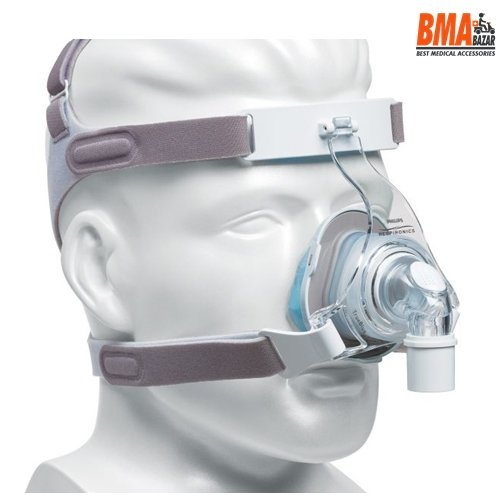 BMA
BAZAR
BEST MEDICAL ACCESSORIES
PHILIPS
RESPIRONICS